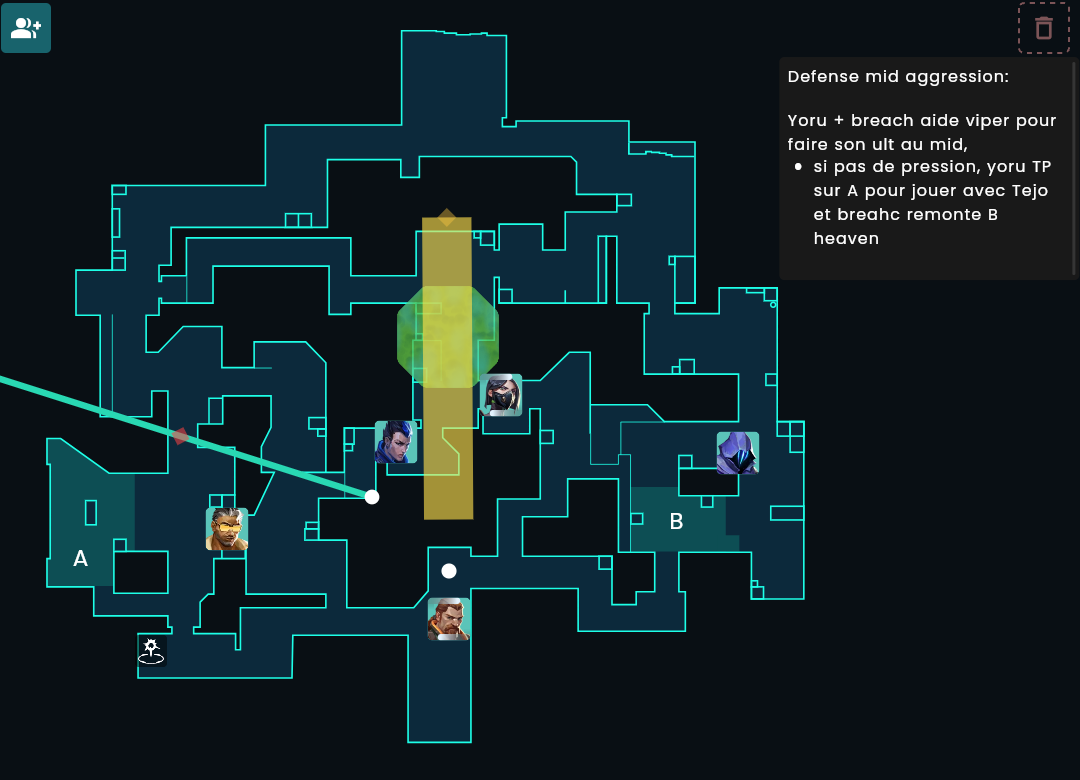 Defense mid aggression:
Yoru + breach aide viper pour
faire son ult au mid,
• si pas de pression, yoru TP
sur A pour jouer avec Tejo
et breahc remonte B
heaven
B
A